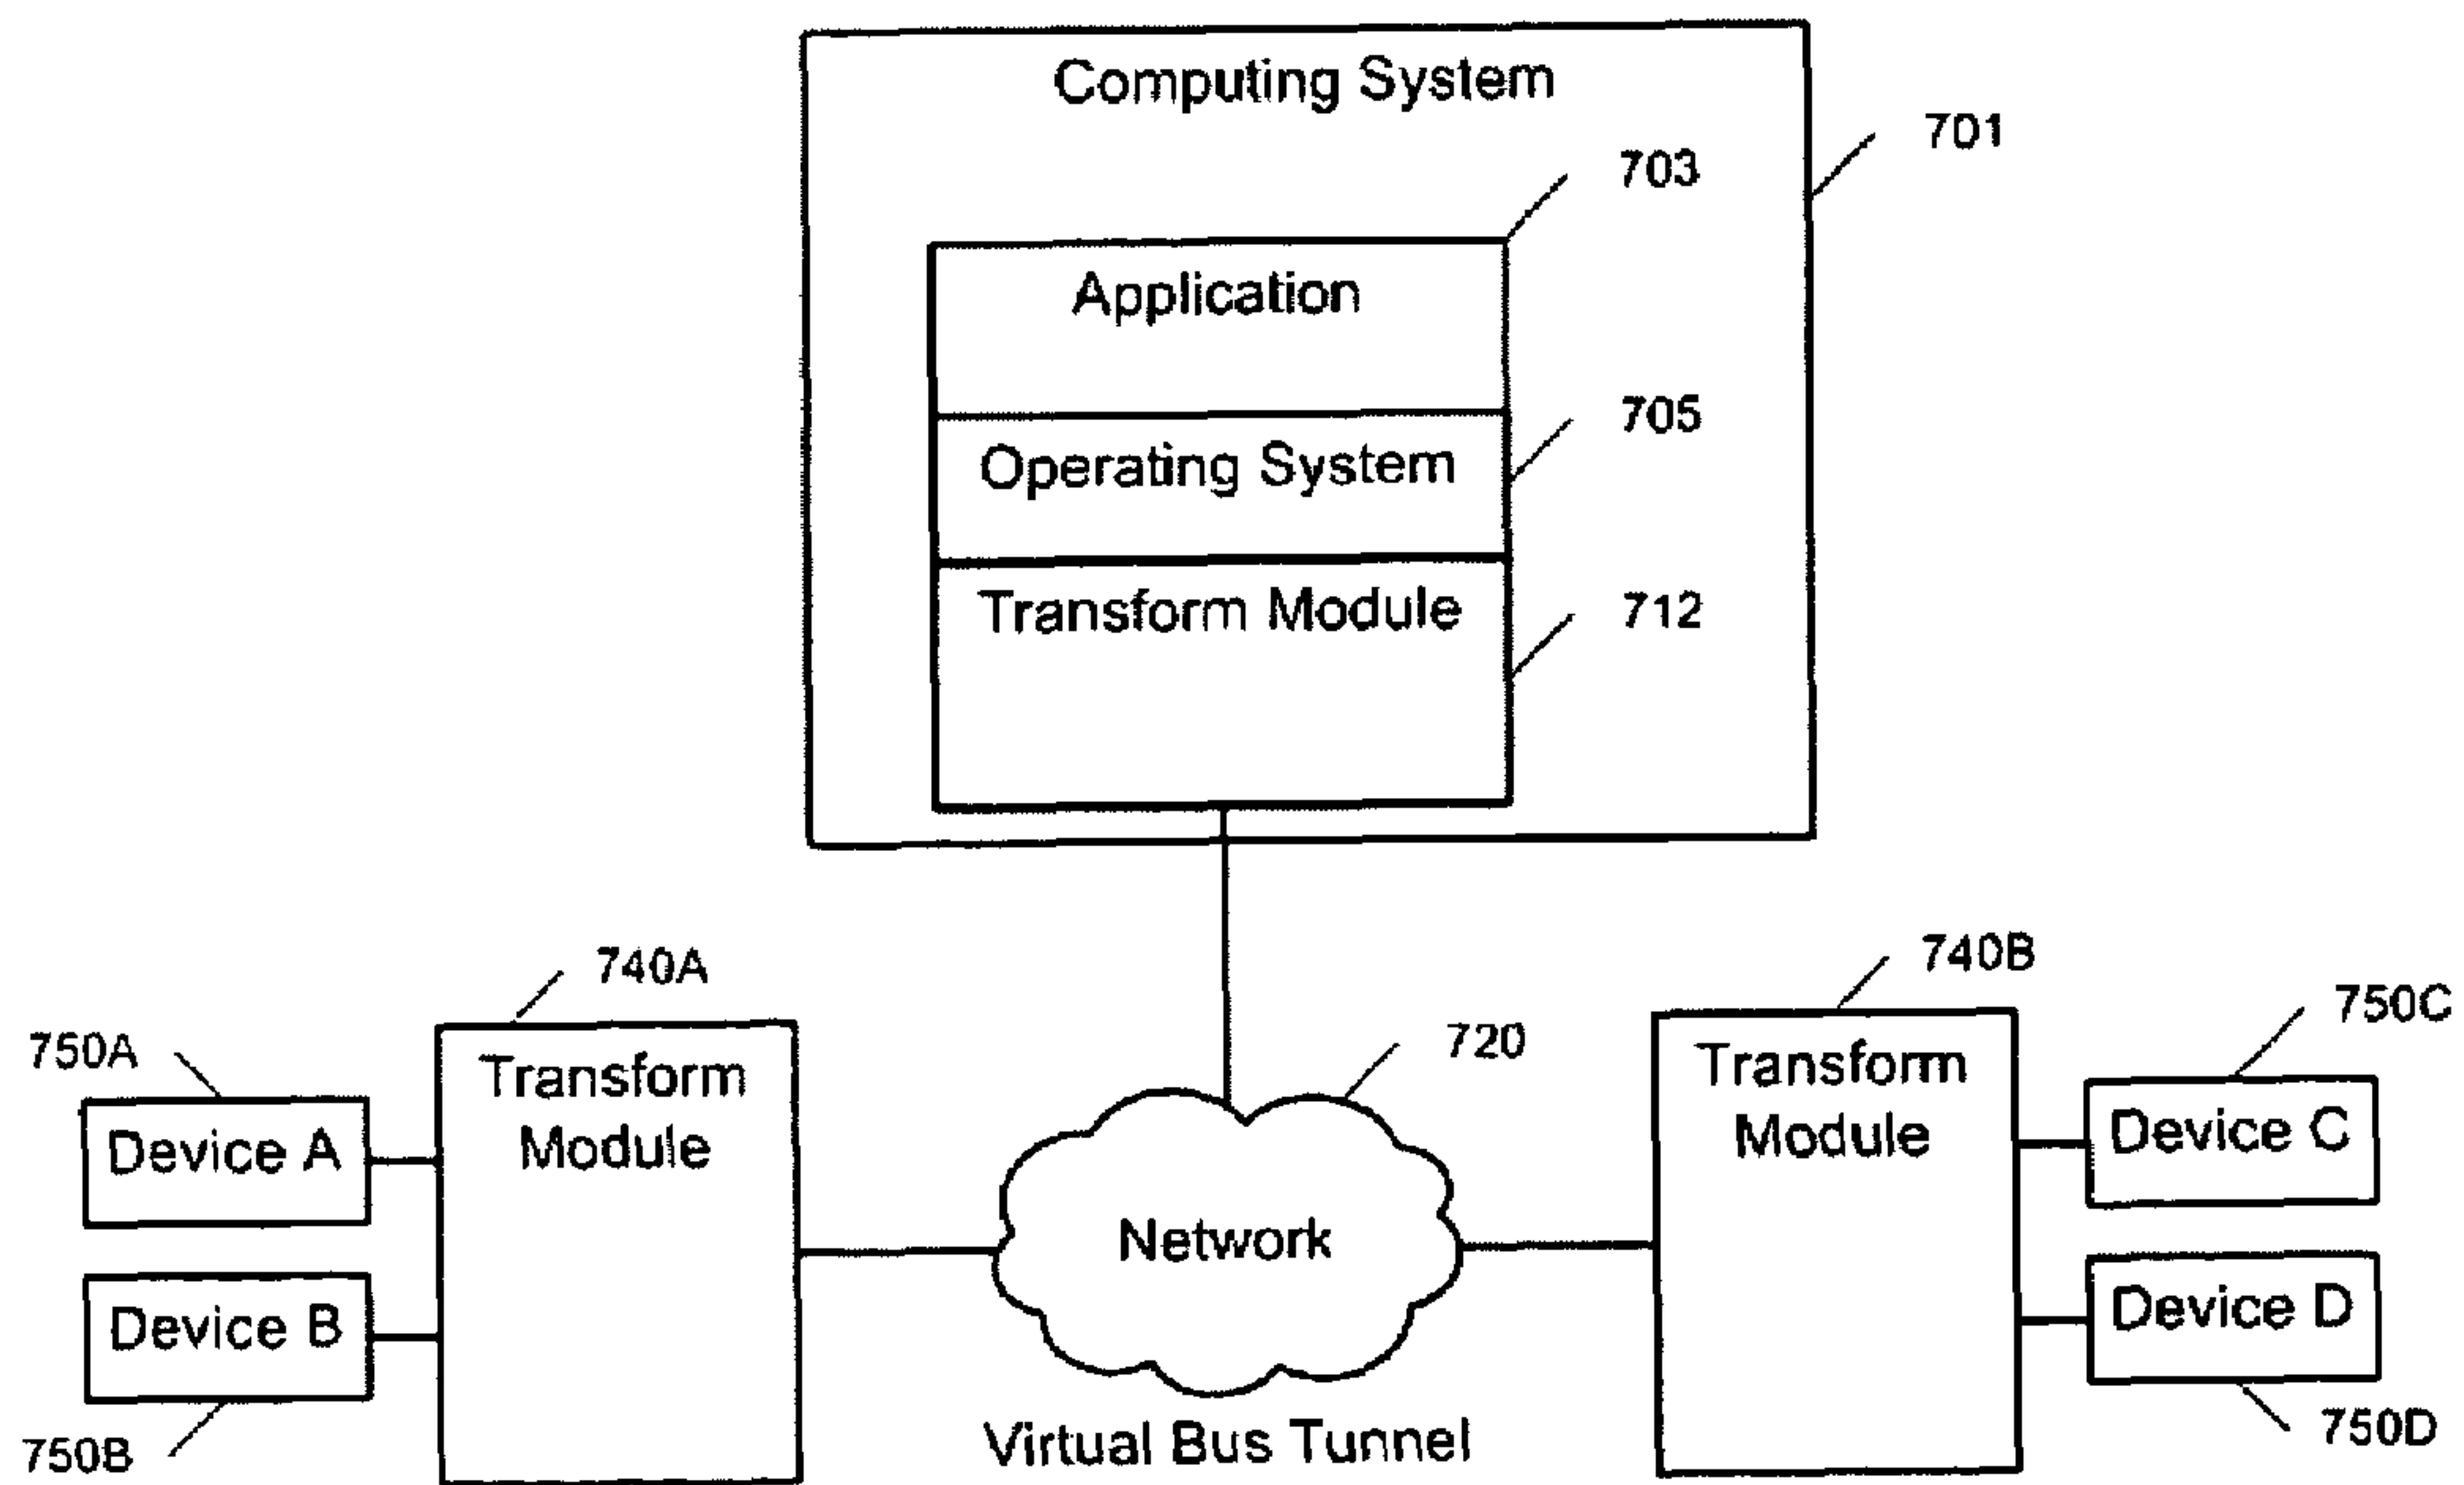 Computing System
701
703
Application
705
Operating System
712
Transform Module
740A
740B
750A
750C
720
Transform
Module
Transform
Module
Device A
Device C
Network
Device B
Device D
750B
Virtual Bus Tunnel
750D